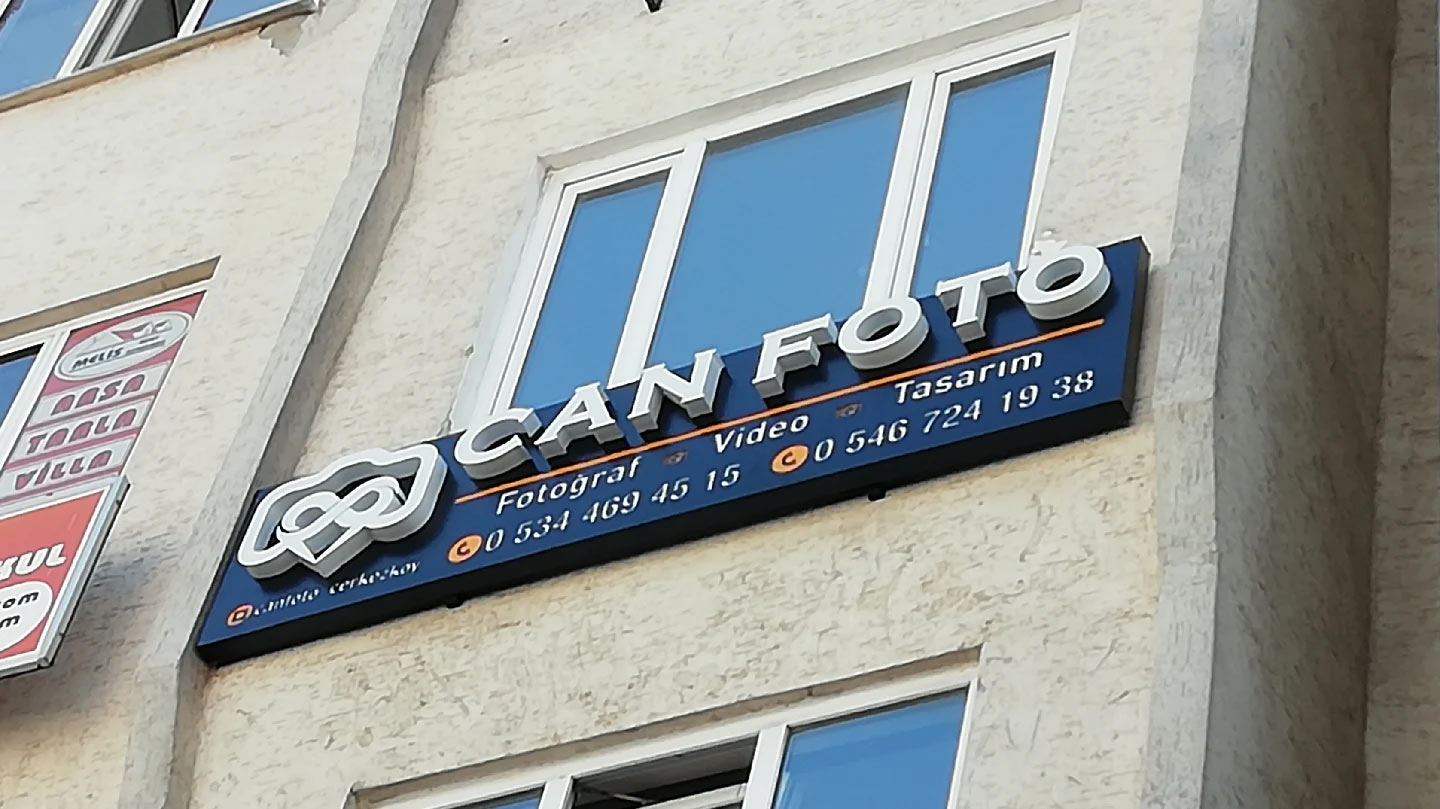 CAN FOTO
Fotoğraf Video Tasarım
0 534 469 45 15 0 546 724 19 38
canfoto_cerkezkoy
MELİS
ARSA
TARLA
VİLLA